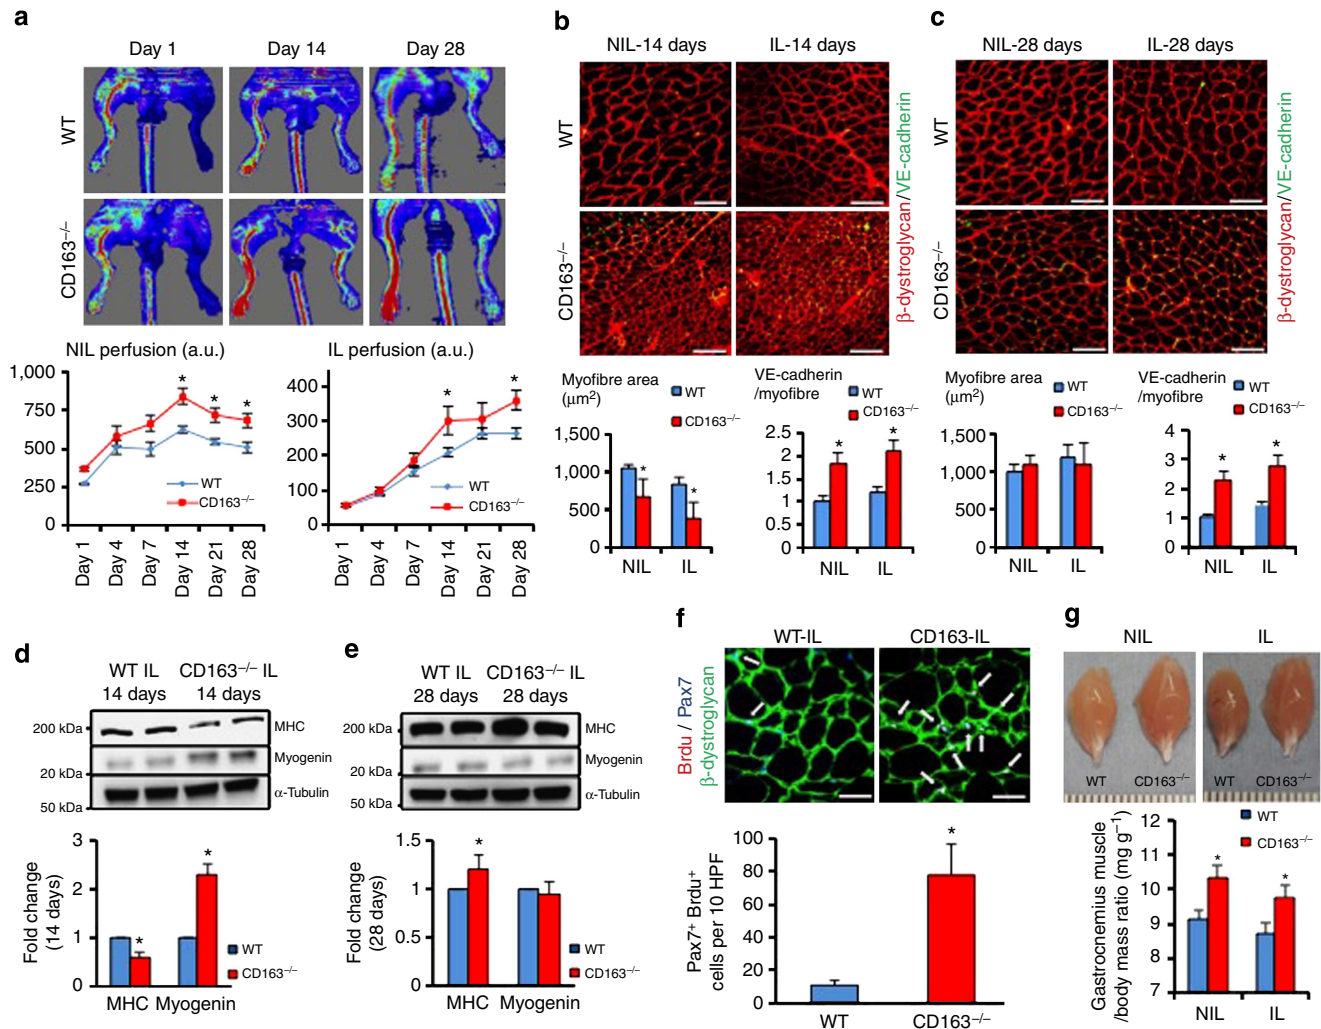 a
Day 1
Day 14
Day 28
WT
CD163–/–
NIL perfusion (a.u.)
1,000
750
500
250
0
*
*
*
WT
CD163–/–
Day 1
Day 4
Day 7
Day 14
Day 21
Day 28
IL perfusion (a.u.)
400
300
200
100
0
*
*
WT
CD163–/–
Day 1
Day 4
Day 7
Day 14
Day 21
Day 28
b
NIL-14 days
IL-14 days
WT
CD163–/–
β-dystroglycan/VE-cadherin
Myofibre area
(μm2)
WT
CD163–/–
1,500
1,000
500
0
*
*
NIL
IL
VE-cadherin
/myofibre
WT
CD163–/–
2.5
2
1.5
1
0.5
0
*
*
NIL
IL
c
NIL-28 days
IL-28 days
WT
CD163–/–
β-dystroglycan/VE-cadherin
Myofibre area
(μm2)
WT
CD163–/–
1,500
1,000
500
0
NIL
IL
VE-cadherin
/myofibre
WT
CD163–/–
4
3
2
1
0
*
*
NIL
IL
d
WT IL
14 days
CD163–/– IL
14 days
200 kDa
MHC
Myogenin
20 kDa
α-Tubulin
50 kDa
Fold change
(14 days)
3
2
1
0
*
*
WT
CD163–/–
MHC
Myogenin
e
WT IL
28 days
CD163–/– IL
28 days
200 kDa
MHC
Myogenin
20 kDa
α-Tubulin
50 kDa
Fold change
(28 days)
1.5
1
0.5
0
*
WT
CD163–/–
MHC
Myogenin
f
WT-IL
CD163-IL
Brdu / Pax7
β-dystroglycan
Pax7+ Brdu+
cells per 10 HPF
100
80
60
40
20
0
*
WT
CD163–/–
g
NIL
IL
WT
CD163–/–
WT
CD163–/–
Gastrocnemius muscle
/body mass ratio (mg g–1)
WT
CD163–/–
12
11
10
9
8
7
*
*
NIL
IL